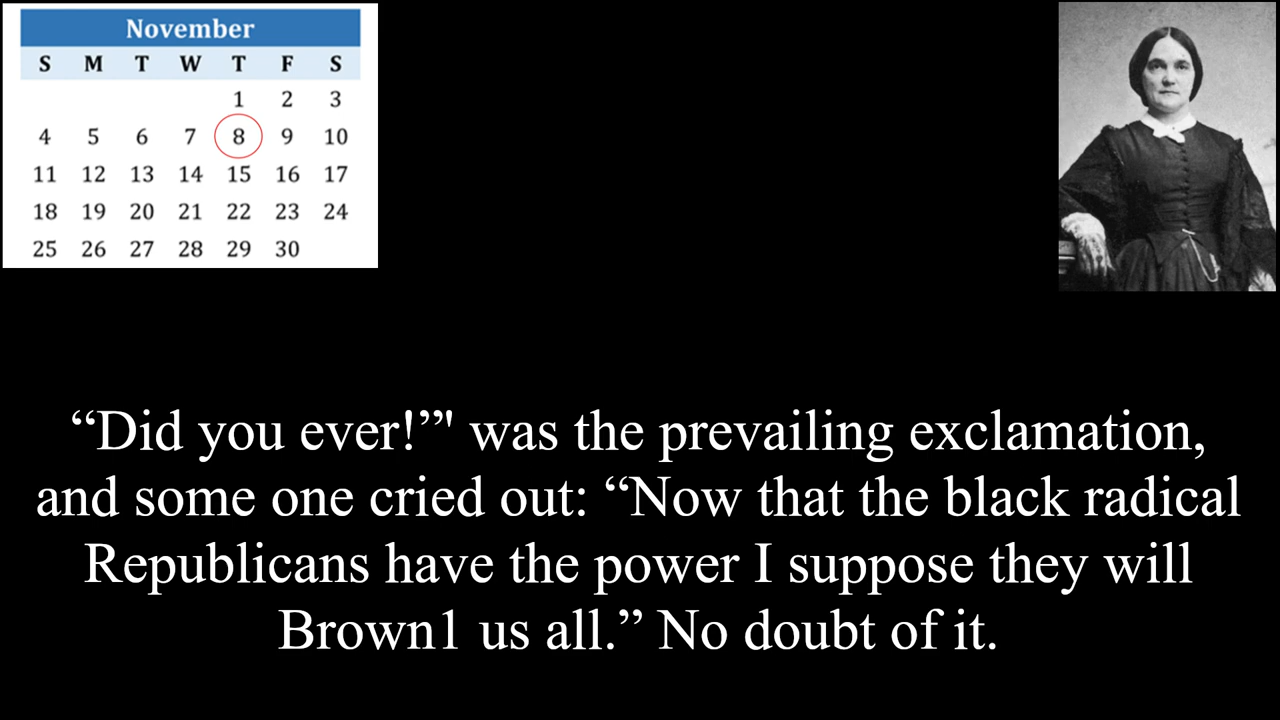 November
S M T W T F S
1 2 3
4 5 6 7 8 9 10
11 12 13 14 15 16 17
18 19 20 21 22 23 24
25 26 27 28 29 30
“Did you ever!”" was the prevailing exclamation,
and some one cried out: “Now that the black radical
Republicans have the power I suppose they will
Brown1 us all.” No doubt of it.